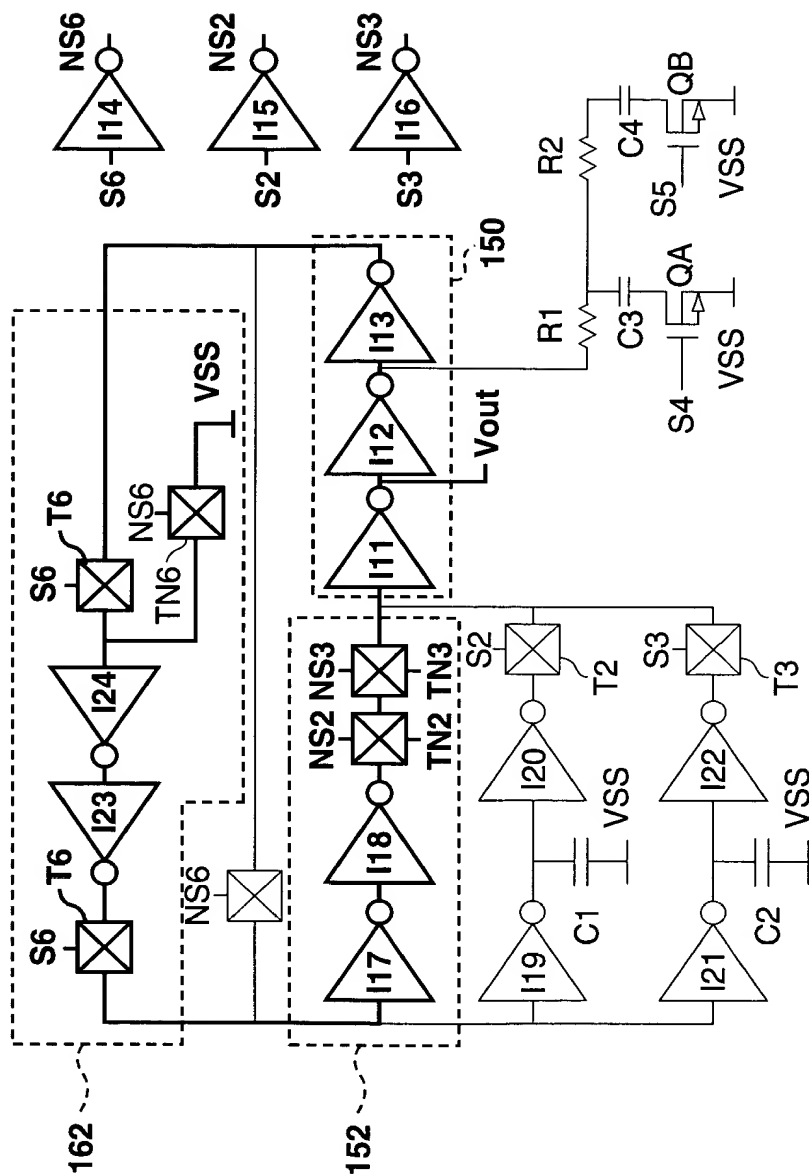 S6
NS6
I14
S2
NS2
I15
S3
NS3
I16
162
S6
T6
I23
I24
S6
T6
NS6
TN6
VSS
NS6
152
I17
I18
NS2
NS3
TN2
TN3
I11
I12
I13
150
Vout
I19
C1
VSS
I20
S2
T2
I21
C2
VSS
I22
S3
T3
R1
R2
C3
C4
S4
QA
VSS
S5
QB
VSS